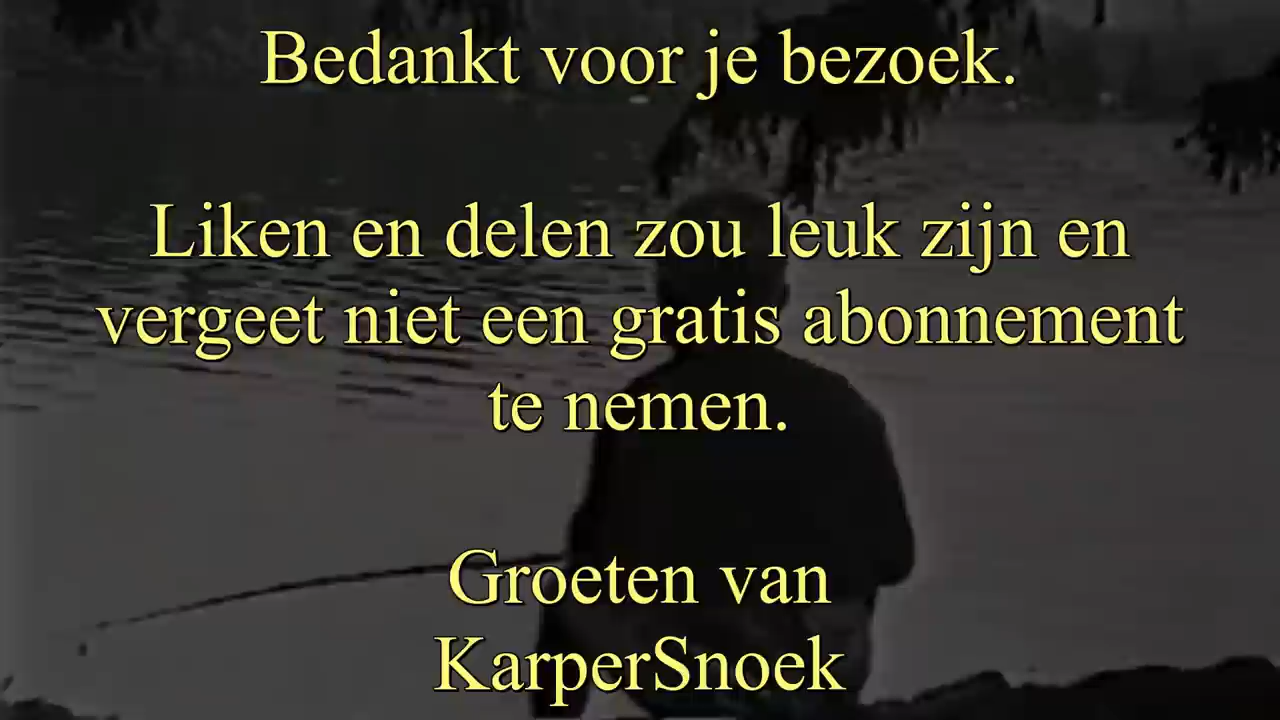 Bedankt voor je bezoek.
Liken en delen zou leuk zijn en
vergeet niet een gratis abonnement
te nemen.
Groeten van
KarperSnoek